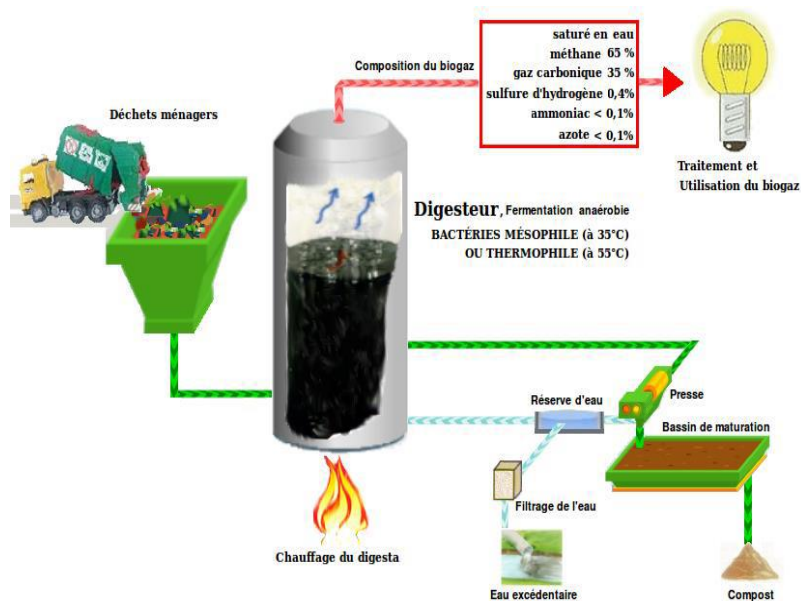 Composition du biogaz
saturé en eau
méthane 65 %
gaz carbonique 35 %
sulfure d'hydrogène 0,4%
ammoniac < 0,1%
azote < 0,1%
Traitement et
Utilisation du biogaz
Déchets ménagers
Digesteur, Fermentation anaérobie
BACTÉRIES MÉSOPHILE (à 35°C)
OU THERMOPHILE (à 55°C)
Réserve d'eau
Presse
Bassin de maturation
Filtrage de l'eau
Chauffage du digesta
Eau excédentaire
Compost